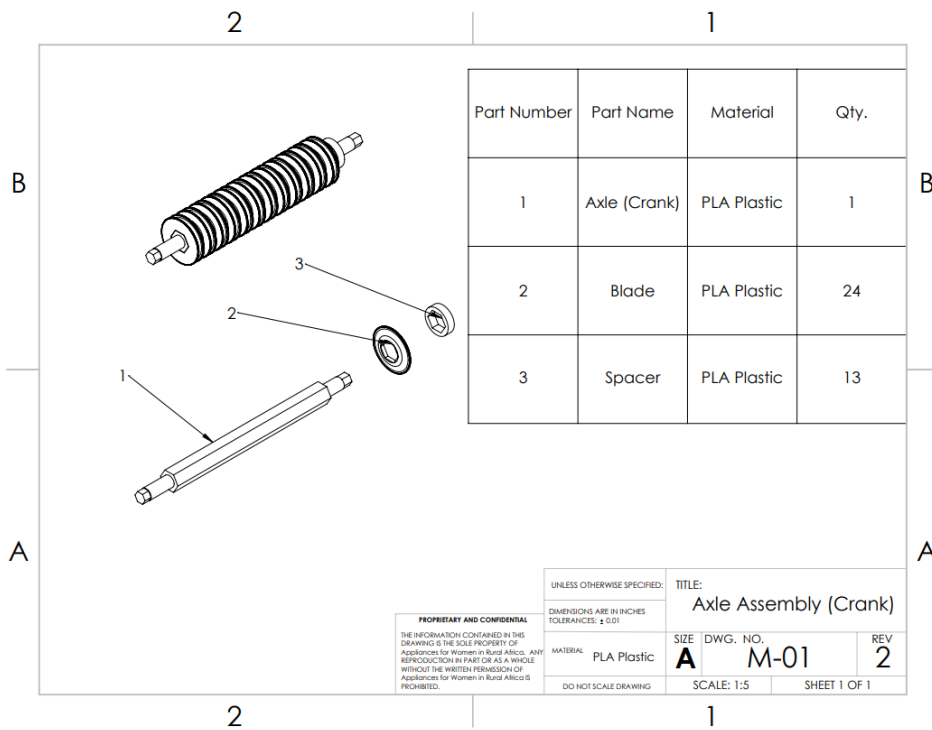 2 1
B B
Part Number Part Name Material Qty.
1 Axle (Crank) PLA Plastic 1
2 Blade PLA Plastic 24
3 Spacer PLA Plastic 13
3
2
1
A A
UNLESS OTHERWISE SPECIFIED:
DIMENSIONS ARE IN INCHES
TOLERANCES: ± 0.01
MATERIAL PLA Plastic
DO NOT SCALE DRAWING
TITLE:
Axle Assembly (Crank)
SIZE DWG. NO. REV
A M-01 2
SCALE: 1:5 SHEET 1 OF 1
PROPRIETARY AND CONFIDENTIAL
THE INFORMATION CONTAINED IN THIS
DRAWING IS THE SOLE PROPERTY OF
Appliances for Women in Rural Africa. ANY
REPRODUCTION IN PART OR AS A WHOLE
WITHOUT THE WRITTEN PERMISSION OF
Appliances for Women in Rural Africa IS
PROHIBITED.
2 1